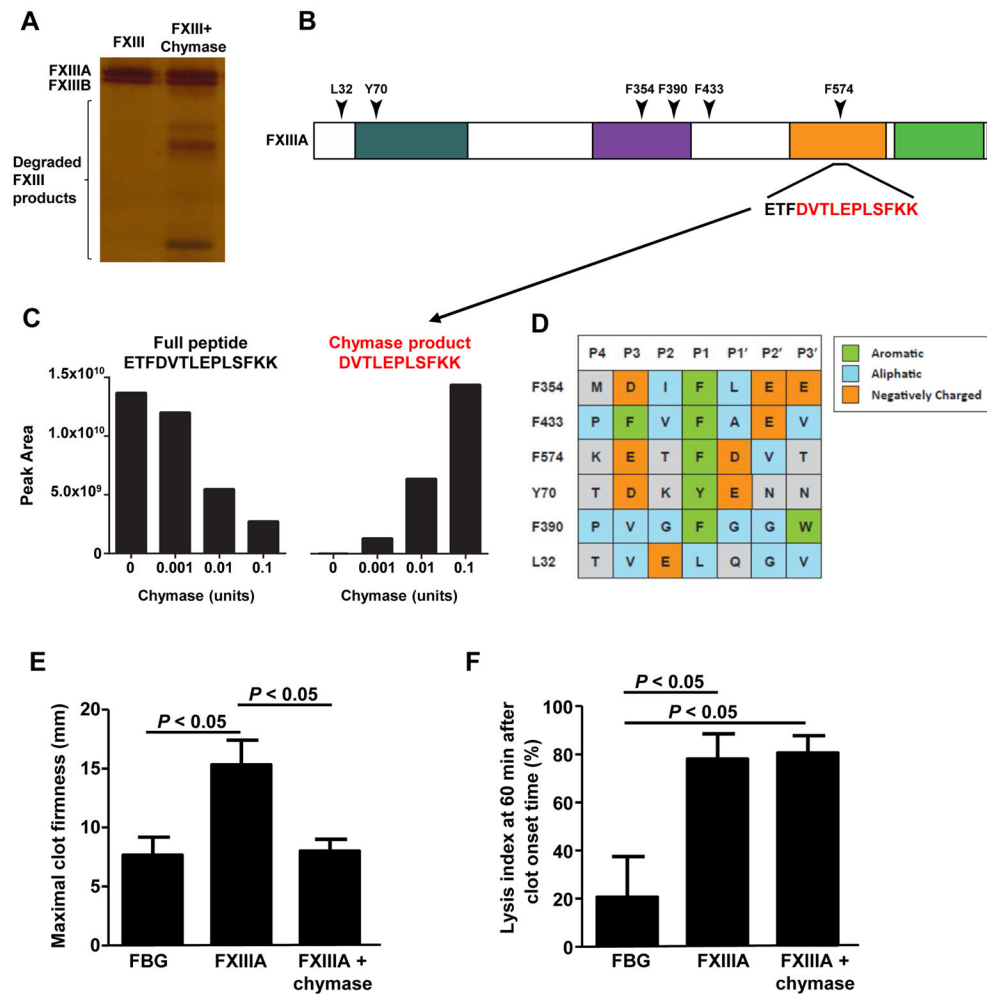 A
FXIII
FXIII+
Chymase
FXIIIA
FXIIIB
Degraded
FXIII
products
B
L32 Y70 F354 F390 F433 F574
FXIIIA
ETFDVTLEPLSFKK
C
Full peptide
ETFDVTLEPLSFKK
Chymase product
DVTLEPLSFKK
Peak Area
1.5x10¹⁰
1.0x10¹⁰
5.0x10⁹
0
0 0.001 0.01 0.1
Chymase (units)
0 0.001 0.01 0.1
Chymase (units)
D
P4 P3 P2 P1 P1′ P2′ P3′
F354 M D I F L E E
F433 P F V F A E V
F574 K E T F D V T
Y70 T D K Y E N N
F390 P V G F G G W
L32 T V E L Q G V
Aromatic
Aliphatic
Negatively Charged
E
Maximal clot firmness (mm)
20
15
10
5
0
P < 0.05
P < 0.05
FBG FXIIIA FXIIIA +
chymase
F
Lysis index at 60 min after
clot onset time (%)
100
80
60
40
20
0
P < 0.05
P < 0.05
FBG FXIIIA FXIIIA +
chymase